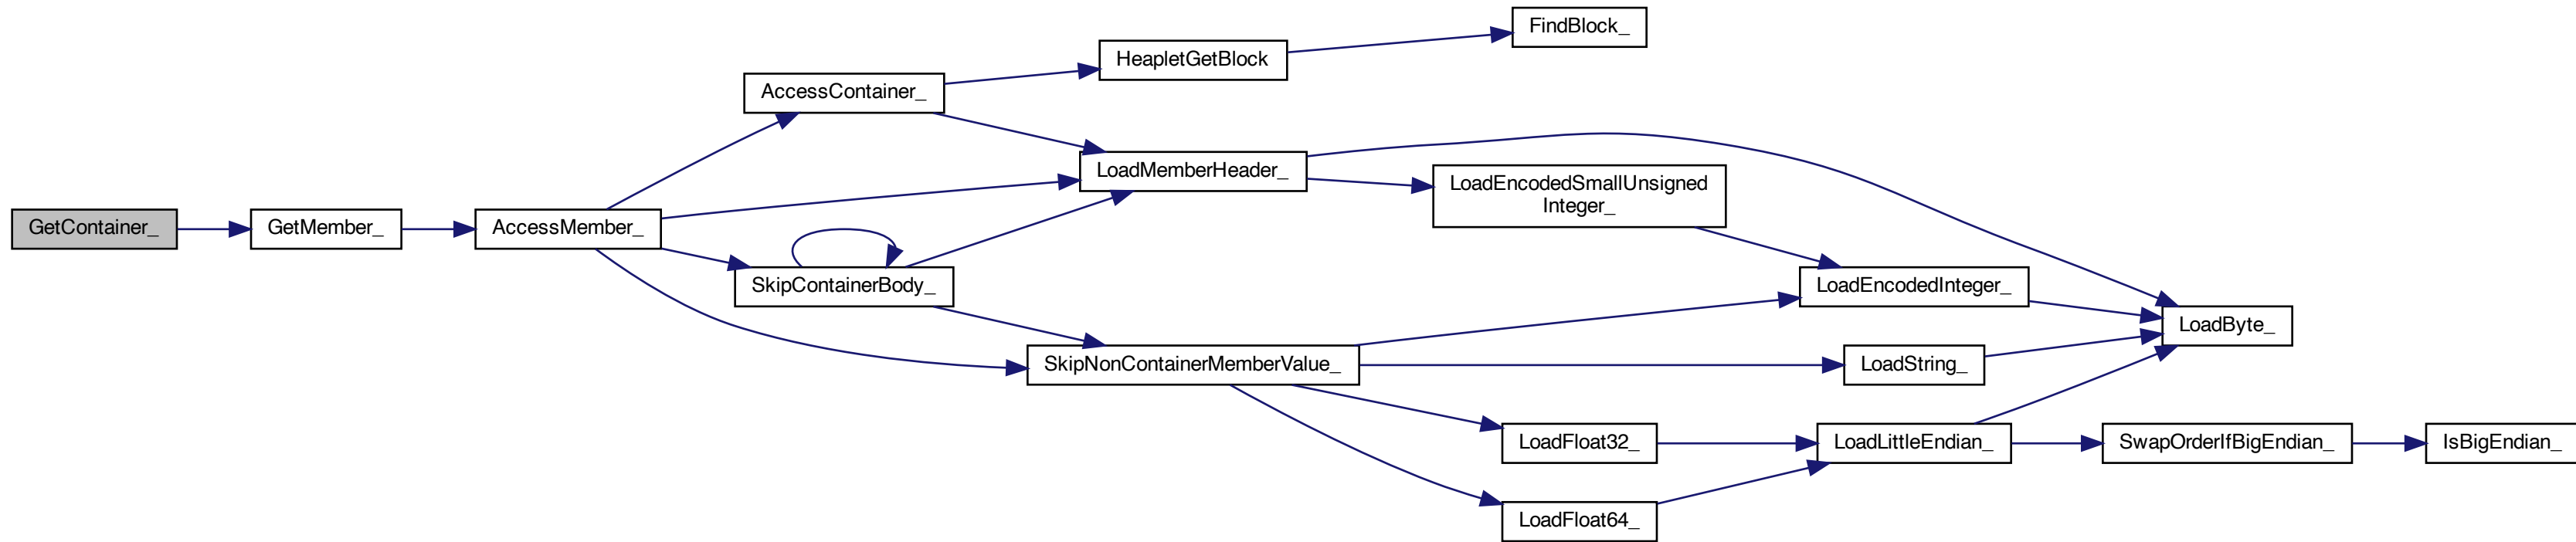 GetContainer_
GetMember_
AccessMember_
AccessContainer_
SkipContainerBody_
HeapletGetBlock
LoadMemberHeader_
SkipNonContainerMemberValue_
FindBlock_
LoadEncodedSmallUnsigned
Integer_
LoadFloat32_
LoadFloat64_
LoadEncodedInteger_
LoadString_
LoadLittleEndian_
LoadByte_
SwapOrderIfBigEndian_
IsBigEndian_